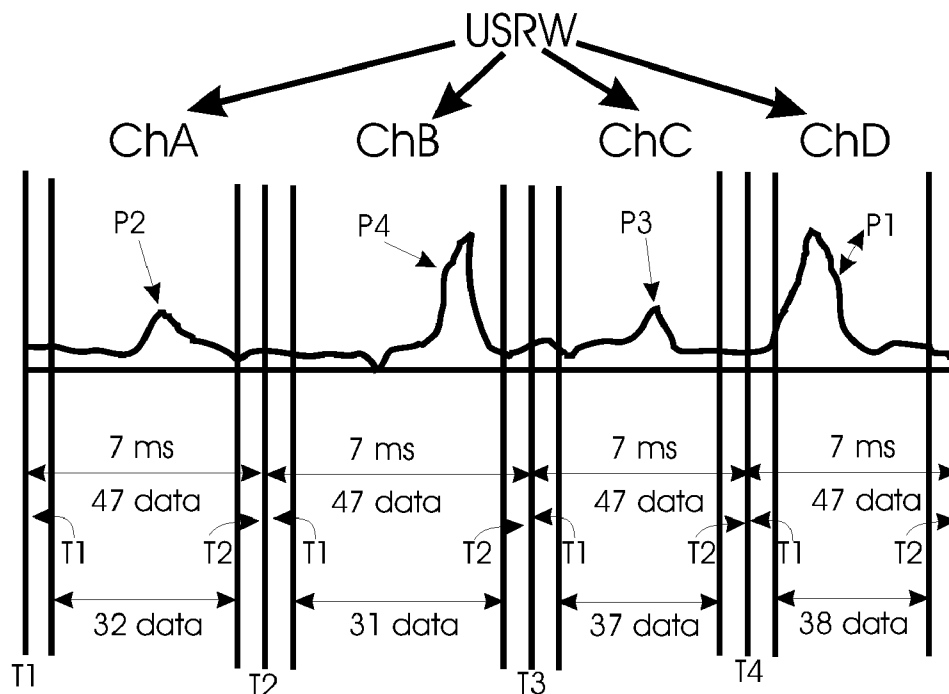 USRW
ChA ChB ChC ChD
P2 P4 P3 P1
7 ms 7 ms 7 ms 7 ms
47 data 47 data 47 data 47 data
T1 T2 T1 T2 T1 T2 T1 T2
32 data 31 data 37 data 38 data
T1 T2 T3 T4